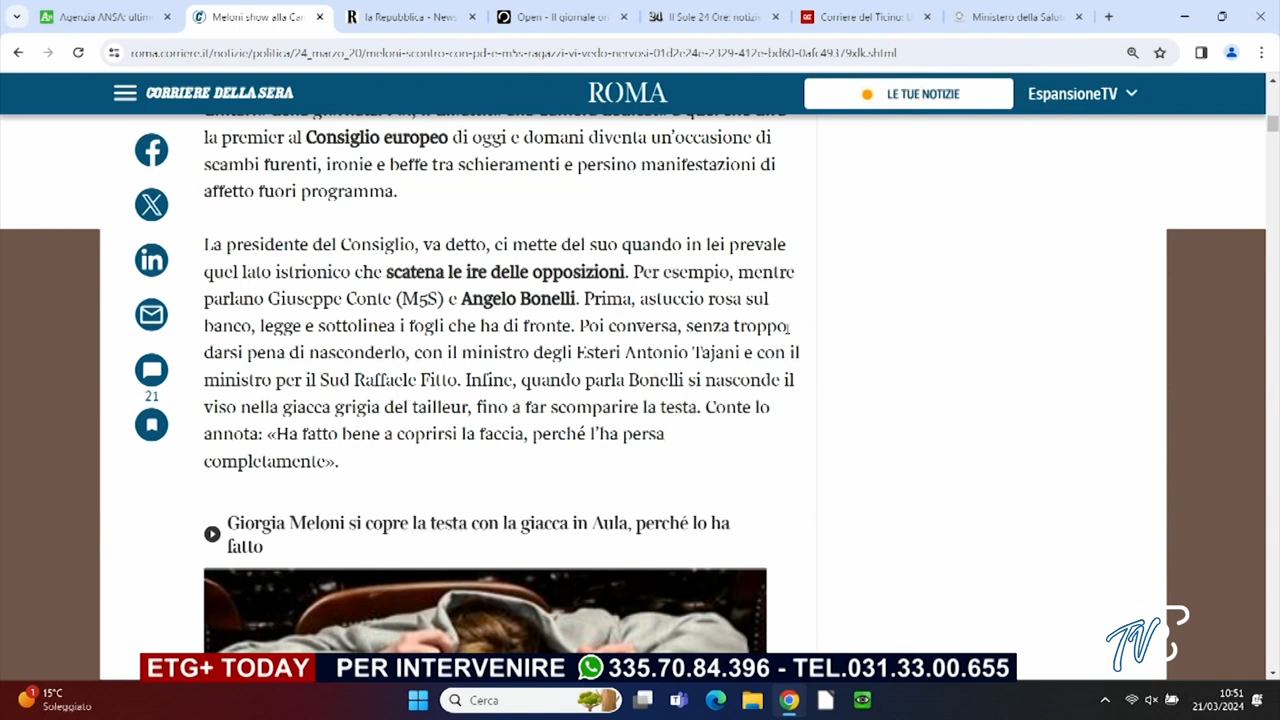 Agenzia ANSA: ultim
Meloni show alla Ca
la Repubblica - News
Open - Il giornale on
Il Sole 24 Ore: notizi
Corriere del Ticino: U
Ministero della Salut
roma.corriere.it/notizie/politica/24_marzo_20/meloni-scontro-con-pd-e-m5s-ragazzi-vi-vedo-nervosi-01d2e24e-2329-412e-bd60-0afc49379xlk.shtml
CORRIERE DELLA SERA
ROMA
LE TUE NOTIZIE
EspansioneTV
la premier al Consiglio europeo di oggi e domani diventa un'occasione di
scambi furenti, ironie e beffe tra schieramenti e persino manifestazioni di
affetto fuori programma.
La presidente del Consiglio, va detto, ci mette del suo quando in lei prevale
quel lato istrionico che scatena le ire delle opposizioni. Per esempio, mentre
parlano Giuseppe Conte (M5S) e Angelo Bonelli. Prima, astuccio rosa sul
banco, legge e sottolinea i fogli che ha di fronte. Poi conversa, senza troppo
darsi pena di nasconderlo, con il ministro degli Esteri Antonio Tajani e con il
ministro per il Sud Raffaele Fitto. Infine, quando parla Bonelli si nasconde il
viso nella giacca grigia del tailleur, fino a far scomparire la testa. Conte lo
annota: «Ha fatto bene a coprirsi la faccia, perché l'ha persa
completamente».
21
Giorgia Meloni si copre la testa con la giacca in Aula, perché lo ha
fatto
TV
ETG+ TODAY PER INTERVENIRE 335.70.84.396 - TEL.031.33.00.655
1
15°C
Soleggiato
Cerca
10:51
21/03/2024